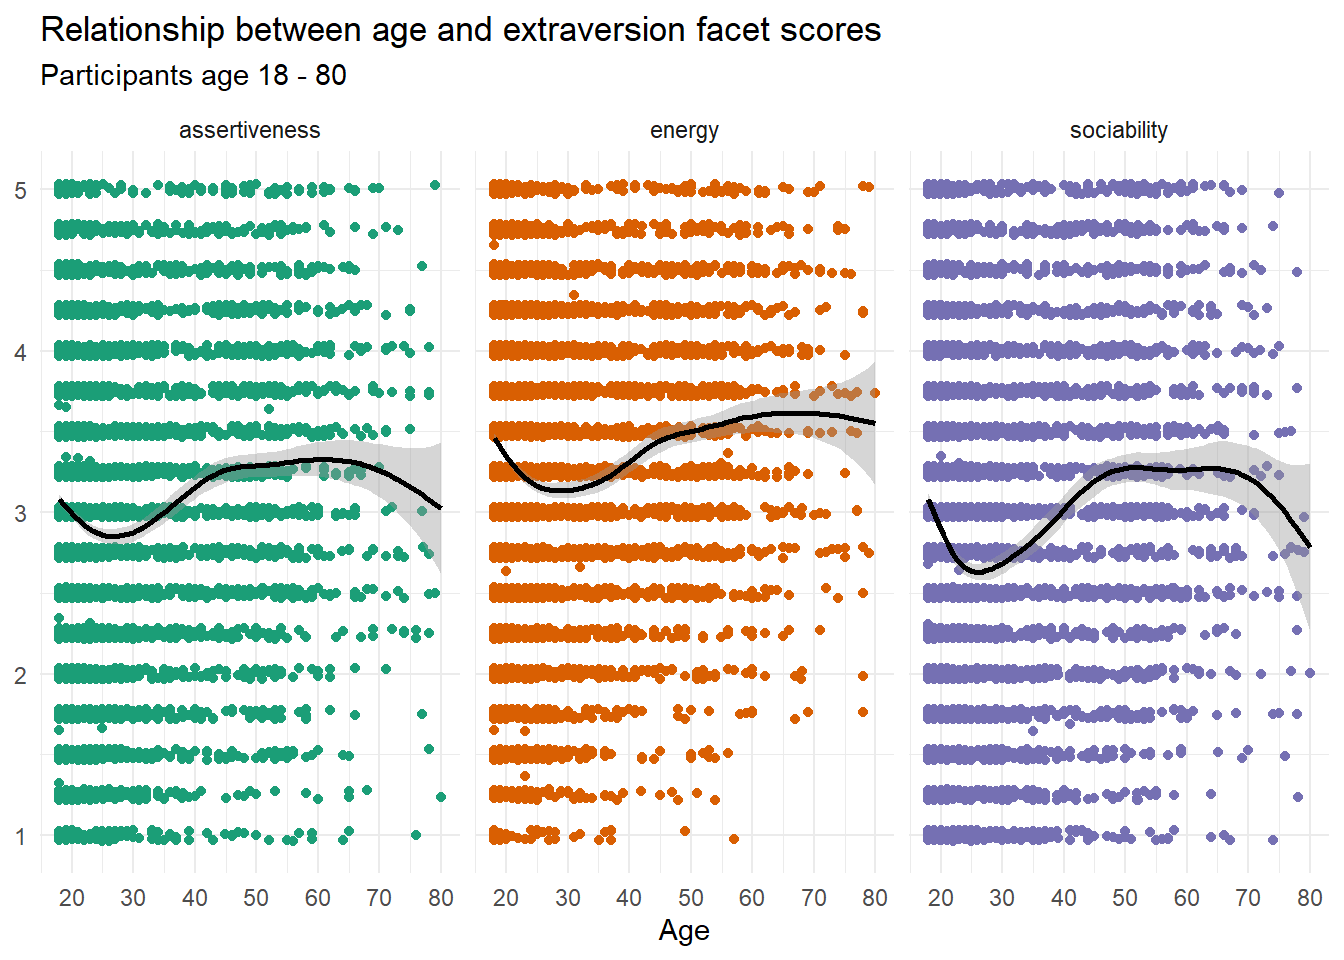 Relationship between age and extraversion facet scores
Participants age 18 - 80
assertiveness energy sociability
5
4
3
2
1
20 30 40 50 60 70 80 20 30 40 50 60 70 80 20 30 40 50 60 70 80
Age